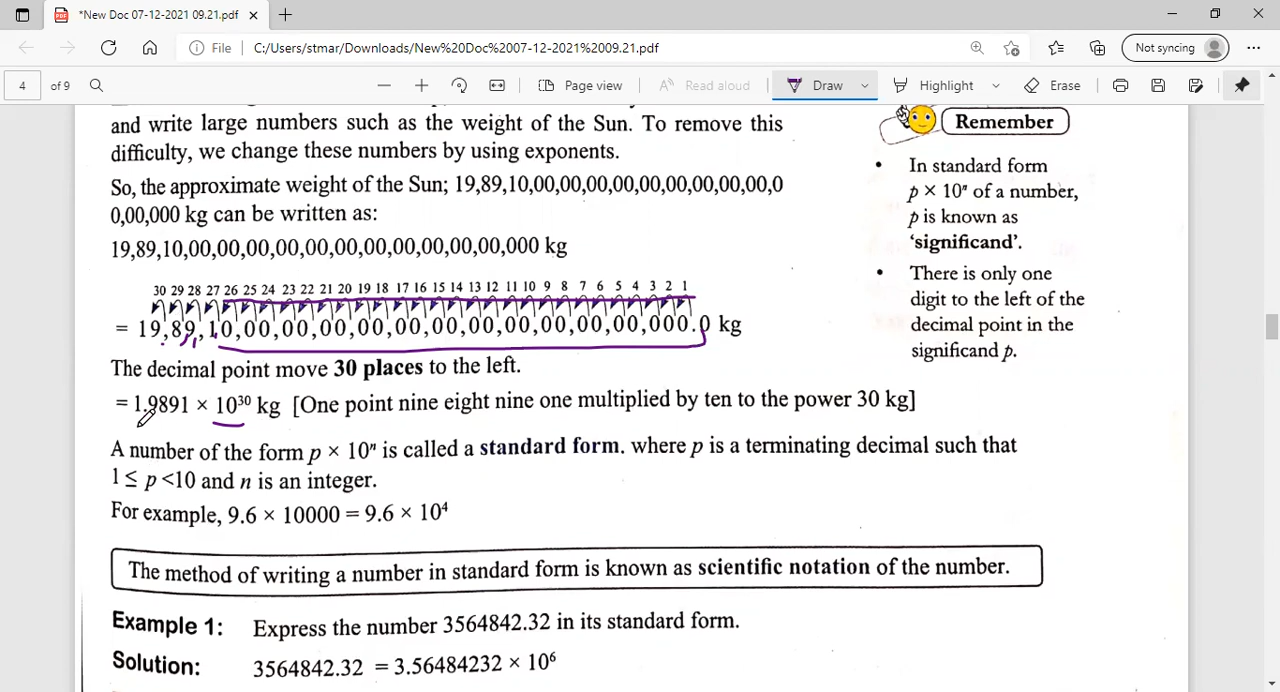 *New Doc 07-12-2021 09.21.pdf
File
C:/Users/stmar/Downloads/New%20Doc%2007-12-2021%2009.21.pdf
Not syncing
4 of 9
Page view
Read aloud
Draw
Highlight
Erase
and write large numbers such as the weight of the Sun. To remove this
difficulty, we change these numbers by using exponents.
So, the approximate weight of the Sun; 19,89,10,00,00,00,00,00,00,00,00,00,0
0,00,000 kg can be written as:
19,89,10,00,00,00,00,00,00,00,00,00,00,00,000 kg
30 29 28 27 26 25 24 23 22 21 20 19 18 17 16 15 14 13 12 11 10 9 8 7 6 5 4 3 2 1
= 19,89,10,00,00,00,00,00,00,00,00,00,00,00,000.0 kg
The decimal point move 30 places to the left.
= 1.9891 × 10³⁰ kg [One point nine eight nine one multiplied by ten to the power 30 kg]
A number of the form p × 10ⁿ is called a standard form. where p is a terminating decimal such that
1 ≤ p <10 and n is an integer.
For example, 9.6 × 10000 = 9.6 × 10⁴
The method of writing a number in standard form is known as scientific notation of the number.
Example 1: Express the number 3564842.32 in its standard form.
Solution: 3564842.32 = 3.56484232 × 10⁶
Remember
• In standard form
p × 10ⁿ of a number,
p is known as
‘significand’.
• There is only one
digit to the left of the
decimal point in the
significand p.